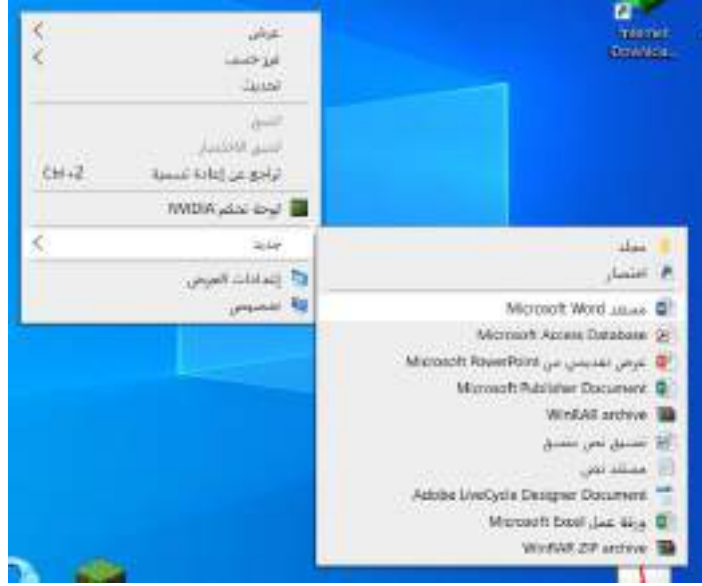 Internet
Downloa...
عرض
فرز حسب
تحديث
لصق
لصق الاختصار
تراجع عن إعادة تسمية Ctrl+Z
لوحة تحكم NVIDIA
جديد
إعدادات العرض
تخصيص
مجلد
اختصار
مستند Microsoft Word
Microsoft Access Database
عرض تقديمي من Microsoft PowerPoint
Microsoft Publisher Document
WinRAR archive
تنسيق نص منسق
مستند نص
Adobe LiveCycle Designer Document
ورقة عمل Microsoft Excel
WinRAR ZIP archive